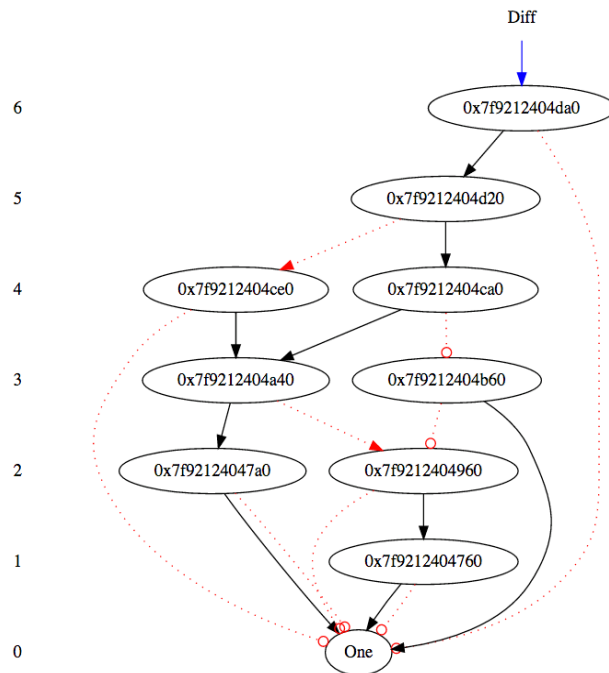 Diff
6 0x7f9212404da0
5 0x7f9212404d20
4 0x7f9212404ce0 0x7f9212404ca0
3 0x7f9212404a40 0x7f9212404b60
2 0x7f92124047a0 0x7f9212404960
1 0x7f9212404760
0 One